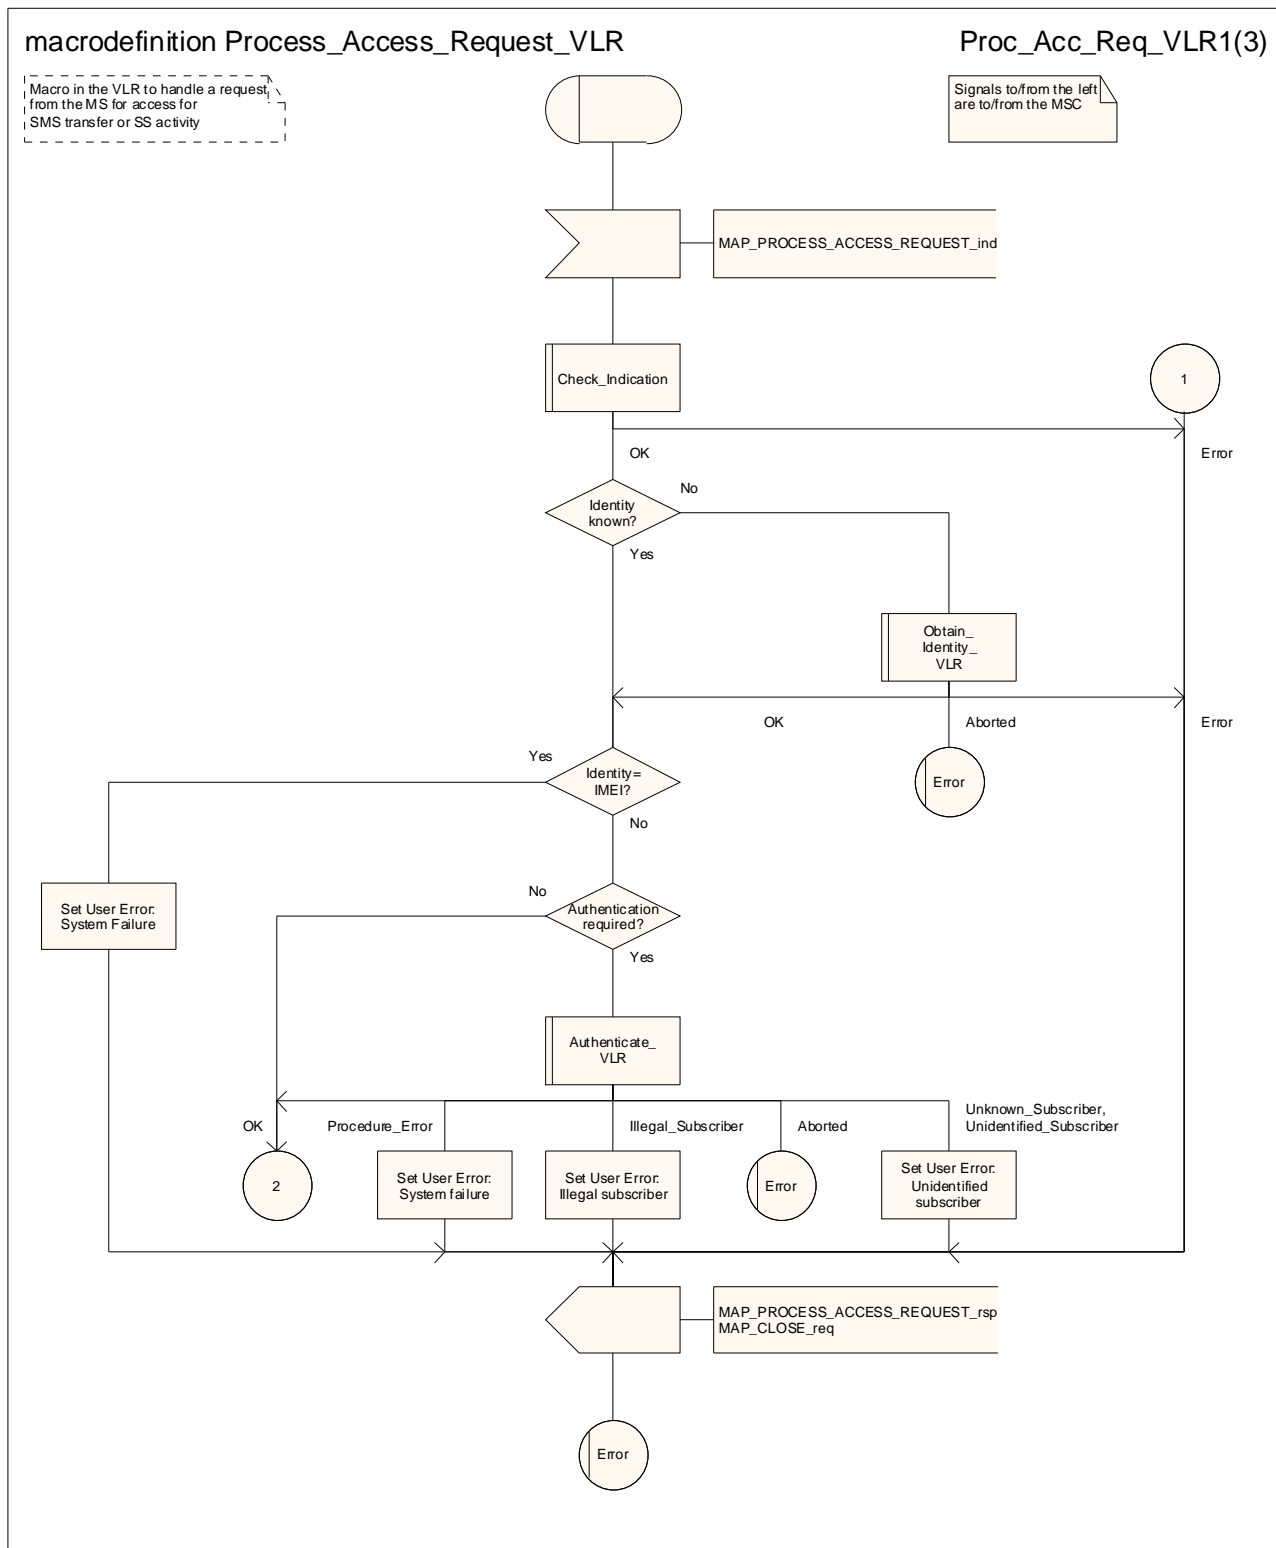 macrodefinition Process_Access_Request_VLR
Proc_Acc_Req_VLR1(3)
Macro in the VLR to handle a request
from the MS for access for
SMS transfer or SS activity
Signals to/from the left
are to/from the MSC
MAP_PROCESS_ACCESS_REQUEST_ind
Check_Indication
1
OK
Error
No
Identity
known?
Yes
Obtain_
Identity_
VLR
OK
Aborted
Error
Yes
Identity=
IMEI?
Error
No
No
Set User Error:
System Failure
Authentication
required?
Yes
Authenticate_
VLR
OK
Procedure_Error
Illegal_Subscriber
Aborted
Unknown_Subscriber,
Unidentified_Subscriber
2
Set User Error:
System failure
Set User Error:
Illegal subscriber
Error
Set User Error:
Unidentified
subscriber
MAP_PROCESS_ACCESS_REQUEST_rsp
MAP_CLOSE_req
Error